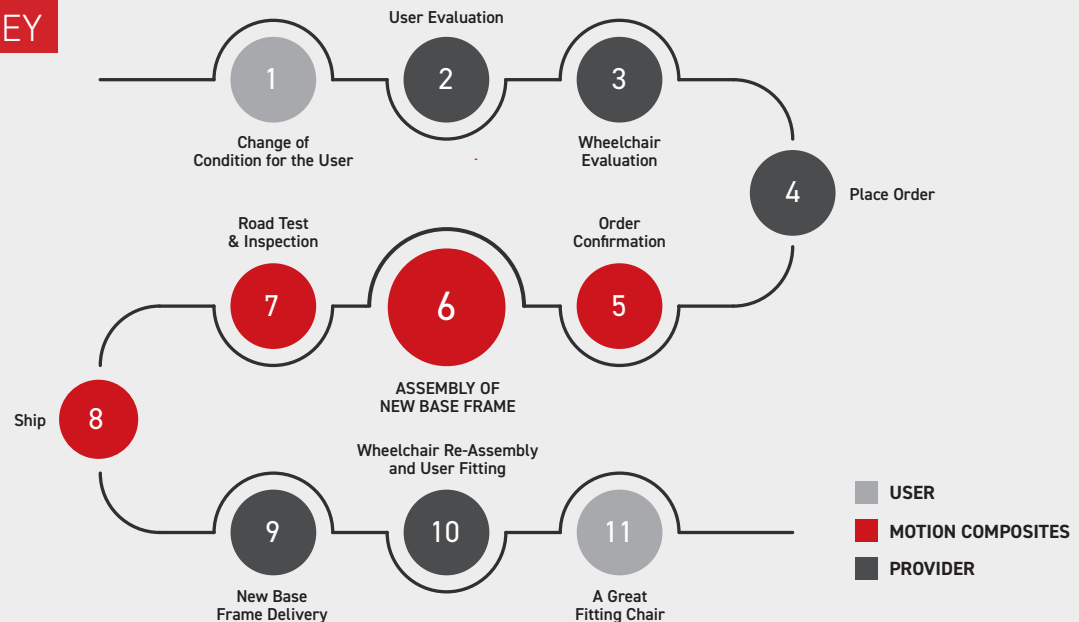 EY
1
Change of
Condition for the User
User Evaluation
2
3
Wheelchair
Evaluation
4
Place Order
Order
Confirmation
5
6
ASSEMBLY OF
NEW BASE FRAME
Road Test
& Inspection
7
Ship
8
9
New Base
Frame Delivery
Wheelchair Re-Assembly
and User Fitting
10
11
A Great
Fitting Chair
USER
MOTION COMPOSITES
PROVIDER